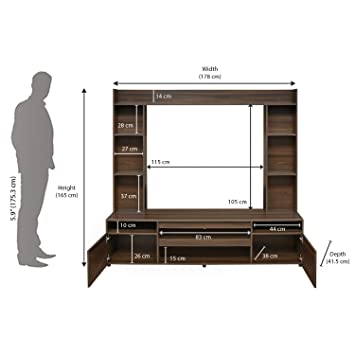 Width
(178 cm)
14 cm
28 cm
27 cm
115 cm
5.9" (175.3 cm)
Height
(165 cm)
37 cm
105 cm
10 cm
83 cm
44 cm
26 cm
15 cm
38 cm
Depth
(41.5 cm)